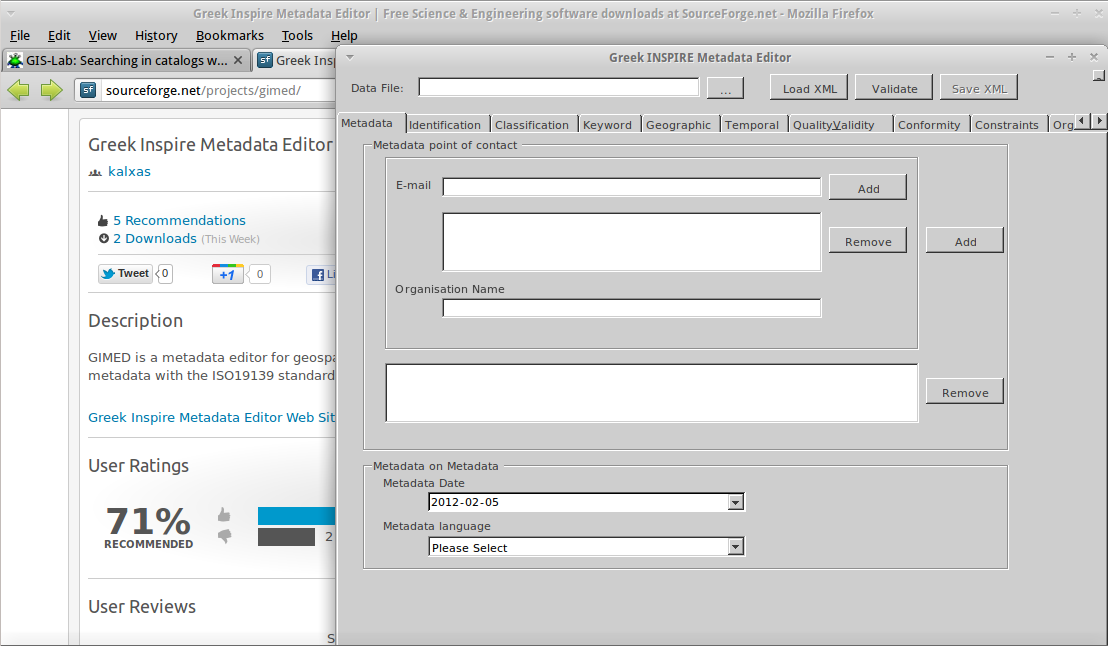 Greek Inspire Metadata Editor | Free Science & Engineering software downloads at SourceForge.net - Mozilla Firefox
File Edit View History Bookmarks Tools Help
GIS-Lab: Searching in catalogs w...
sf Greek Ins
sf sourceforge.net/projects/gimed/
Greek Inspire Metadata Editor
kalxas
5 Recommendations
2 Downloads (This Week)
Tweet 0 +1 0 Li
Description
GIMED is a metadata editor for geospa
metadata with the ISO19139 standard
Greek Inspire Metadata Editor Web Sit
User Ratings
71%
RECOMMENDED
2
User Reviews
S
Greek INSPIRE Metadata Editor
Data File: ... Load XML Validate Save XML
Metadata Identification Classification Keyword Geographic Temporal QualityValidity Conformity Constraints Org
Metadata point of contact
E-mail Add
Remove Add
Organisation Name
Remove
Metadata on Metadata
Metadata Date
2012-02-05
Metadata language
Please Select